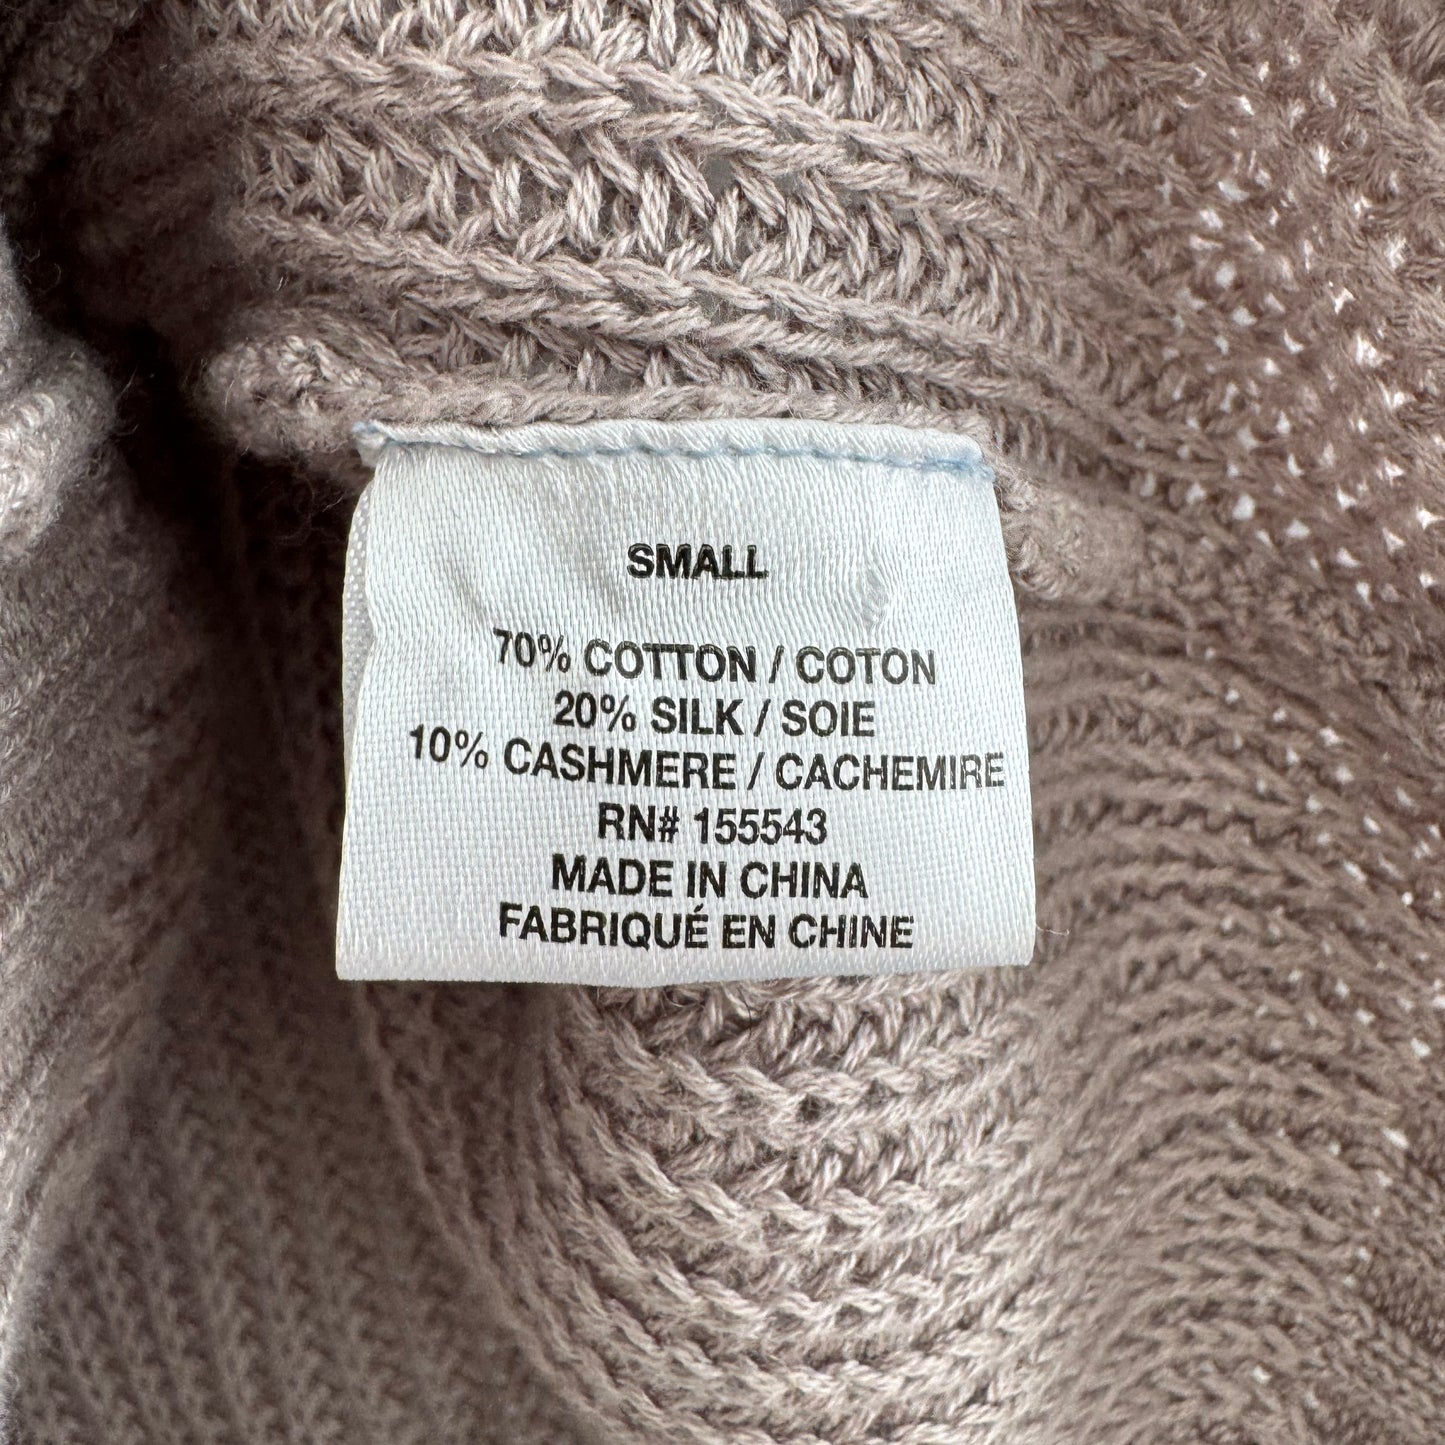 SMALL
70% COTTON / COTON
20% SILK / SOIE
10% CASHMERE / CACHEMIRE
RN# 155543
MADE IN CHINA
FABRIQUÉ EN CHINE